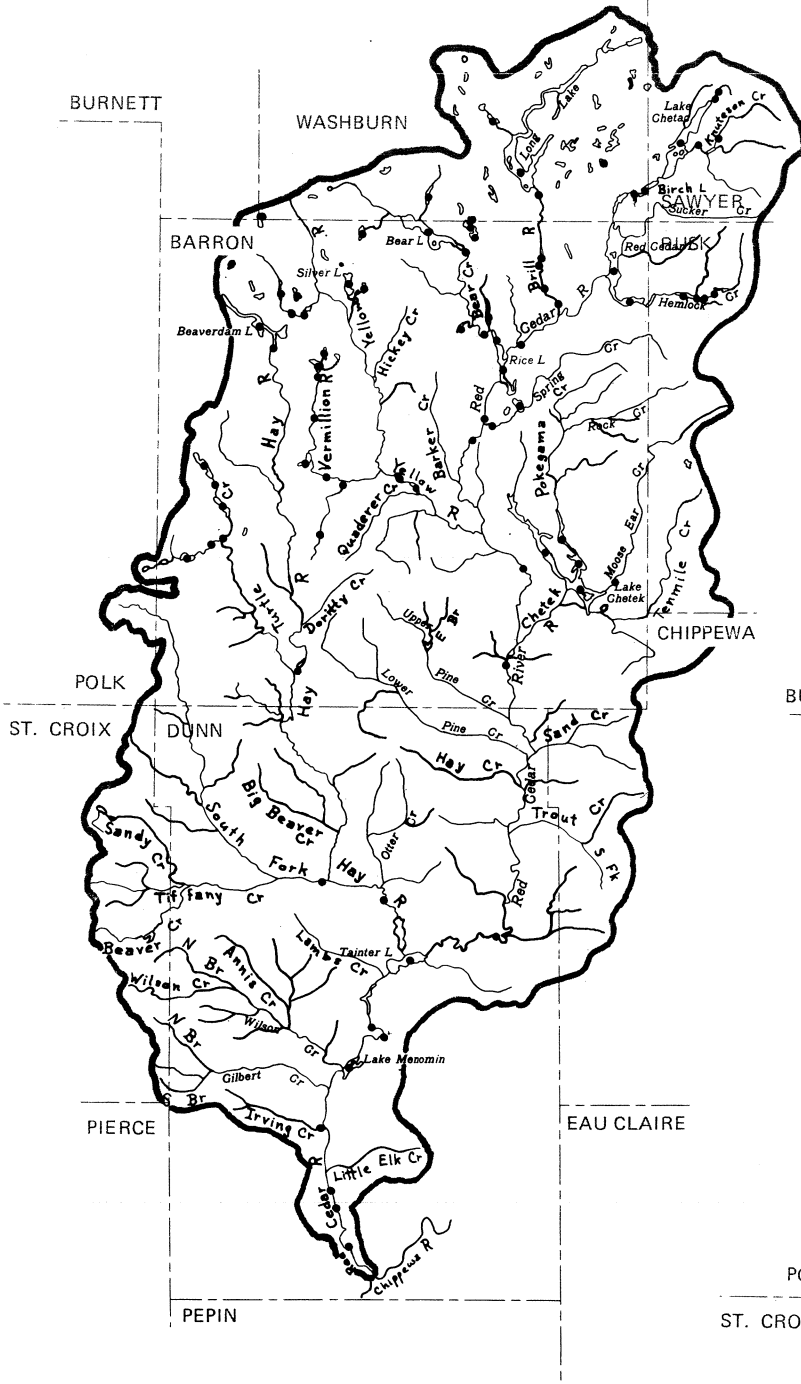 BURNETT
WASHBURN
Long
Lake
Lake
Chetac
Knuteson Cr
Birch L
SAWYER
Sucker Cr
BARRON
R
Bear L
Red Cedar
RUSK
Silver L
Yellow
Bear Cr
Brill R
Cedar R
Hemlock Cr
Beaverdam L
Hickey Cr
Rice L
Hay R
Vermillion R
Red
Spring Cr
Barker Cr
Rock Cr
Pokegama
Yellow R
Quaderer Cr
Moose Ear Cr
Tenmile Cr
Turtle Cr
R
Dority Cr
Chetek R
Lake
Chetek
Upper
Br
CHIPPEWA
River
POLK
Hay
Lower
Pine Cr
ST. CROIX
DUNN
Pine Cr
Sand Cr
Hay Cr
BU
Cedar
Big Beaver
Cr
Otter Cr
Trout Cr
Sandy Cr
South Fork Hay R
S Fk
Red
Tiffany Cr
Beaver Cr
N Br
Annis Cr
Lambs Cr
Tainter L
Wilson Cr
N Br
Wilson Cr
Lake Menomin
Gilbert Cr
S Br
PIERCE
Irving Cr
EAU CLAIRE
R
Little Elk Cr
Cedar
Red
Chippewa R
PEPIN
PO
ST. CRO